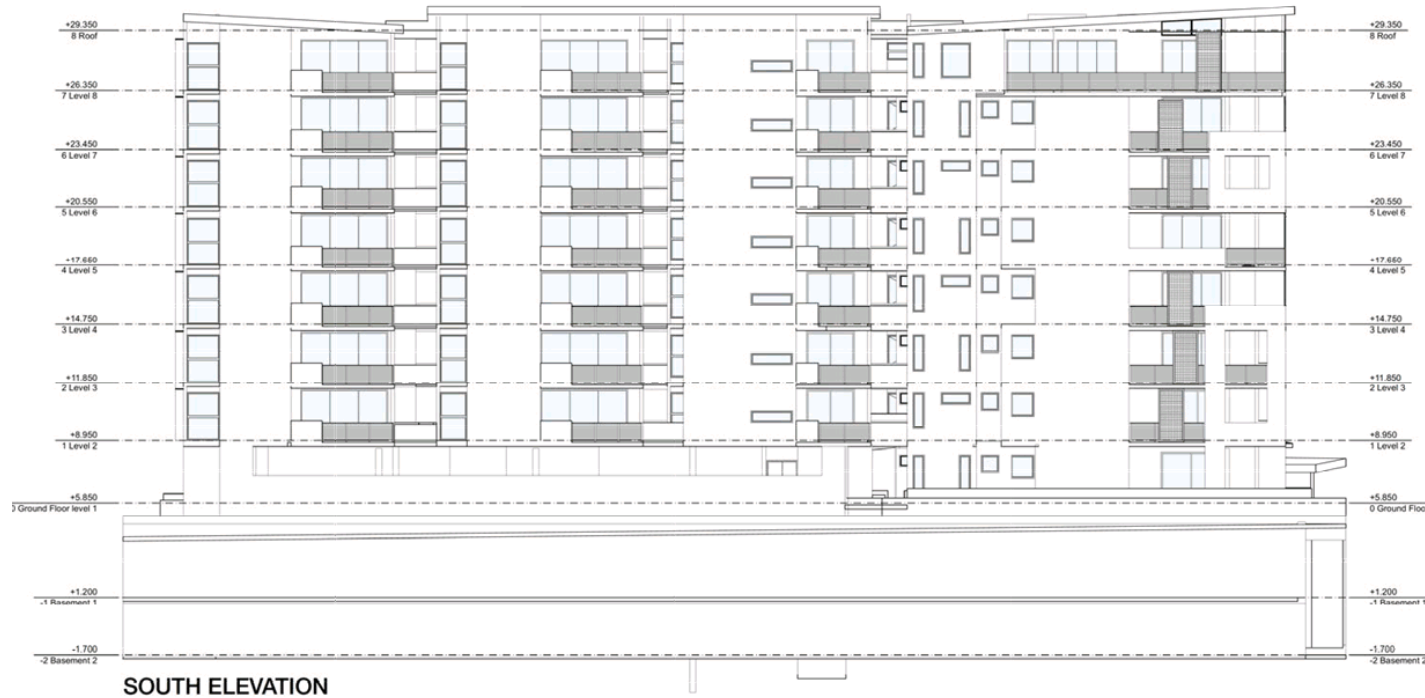 +29.350
8 Roof
+26.350
7 Level 8
+23.450
6 Level 7
+20.550
5 Level 6
+17.660
4 Level 5
+14.750
3 Level 4
+11.850
2 Level 3
+8.950
1 Level 2
+5.850
0 Ground Floor level 1
+1.200
-1 Basement 1
-1.700
-2 Basement 2
+29.350
8 Roof
+26.350
7 Level 8
+23.450
6 Level 7
+20.550
5 Level 6
+17.660
4 Level 5
+14.750
3 Level 4
+11.850
2 Level 3
+8.950
1 Level 2
+5.850
0 Ground Floo
+1.200
-1 Basement 1
-1.700
-2 Basement 2
SOUTH ELEVATION